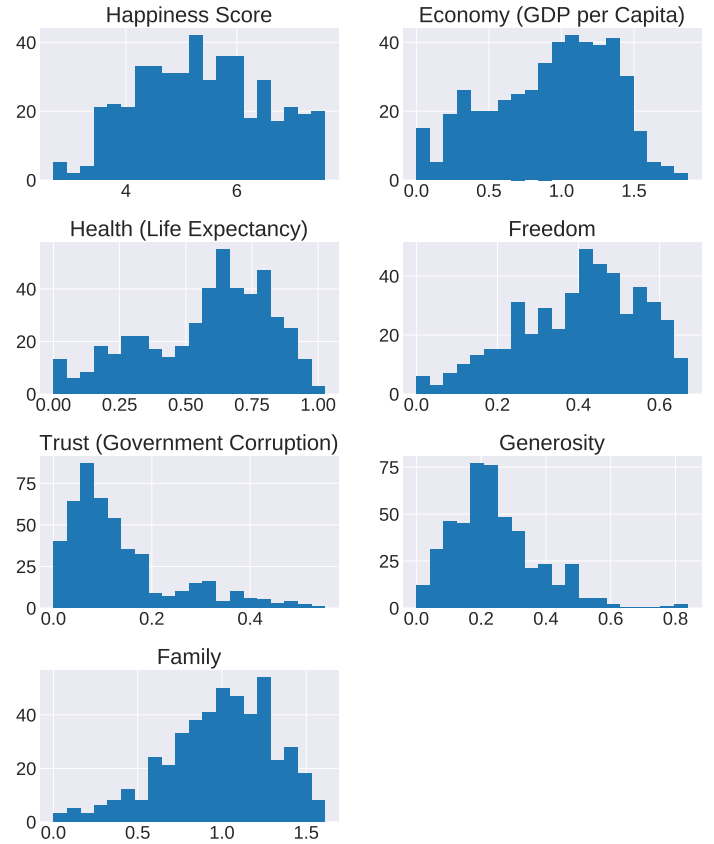 Happiness Score
40
20
0
4 6
Economy (GDP per Capita)
40
20
0
0.0 0.5 1.0 1.5
Health (Life Expectancy)
40
20
0
0.00 0.25 0.50 0.75 1.00
Freedom
40
20
0
0.0 0.2 0.4 0.6
Trust (Government Corruption)
75
50
25
0
0.0 0.2 0.4
Generosity
75
50
25
0
0.0 0.2 0.4 0.6 0.8
Family
40
20
0
0.0 0.5 1.0 1.5